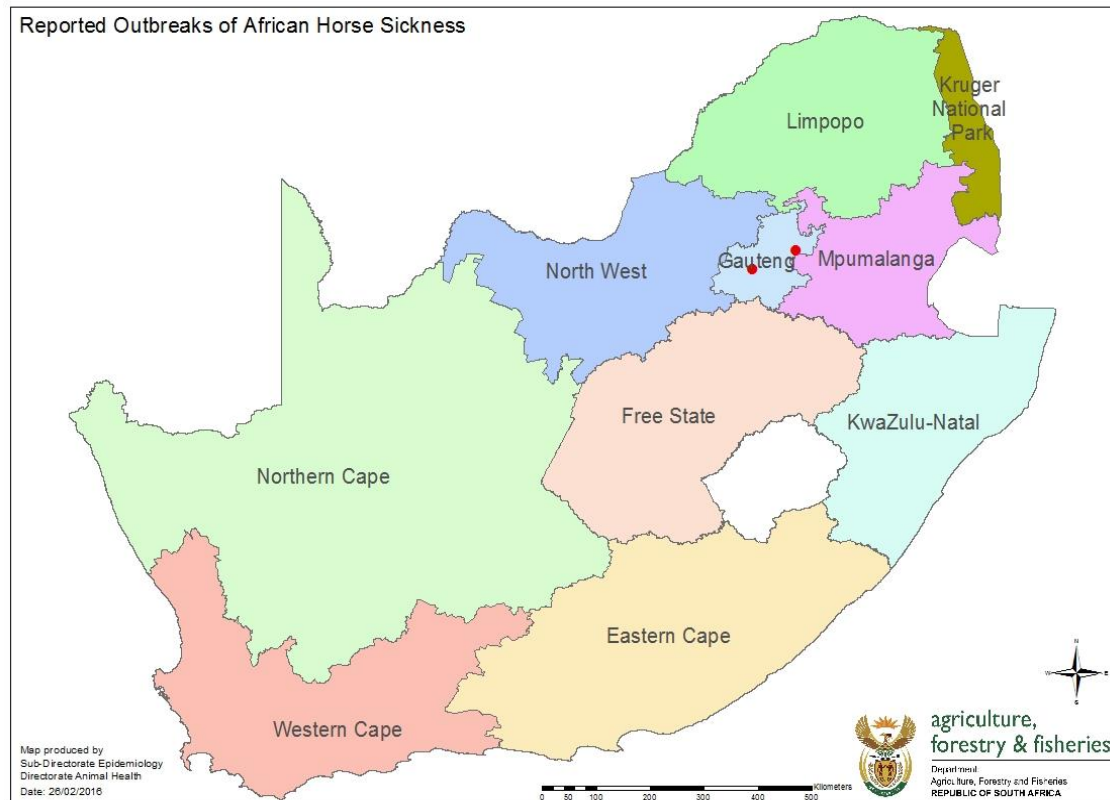 Reported Outbreaks of African Horse Sickness
Kruger
National
Park
Limpopo
North West
Gauteng
Mpumalanga
Free State
KwaZulu-Natal
Northern Cape
Eastern Cape
Western Cape
N
W
E
S
Map produced by
Sub-Directorate Epidemiology
Directorate Animal Health
Date: 26/02/2016
Kilometers
0 50 100 200 300 400 500
agriculture,
forestry & fisheries
Department:
Agriculture, Forestry and Fisheries
REPUBLIC OF SOUTH AFRICA